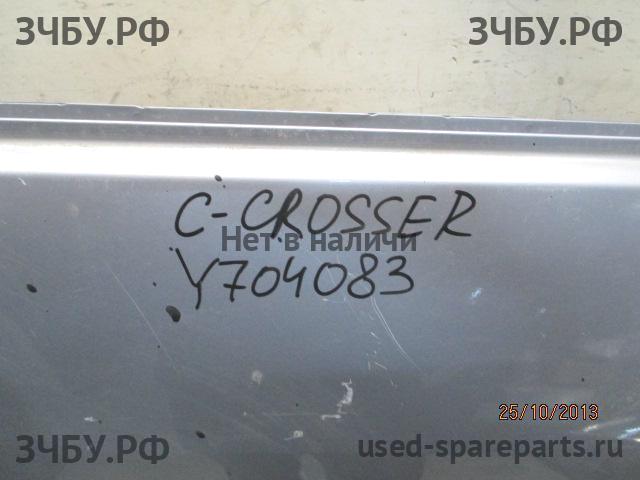 ЗЧБУ.РФ ЗЧБУ.РФ
C-CROSSER
Нет в наличи
Y704083
25/10/2013
ЗЧБУ.РФ used-spareparts.ru